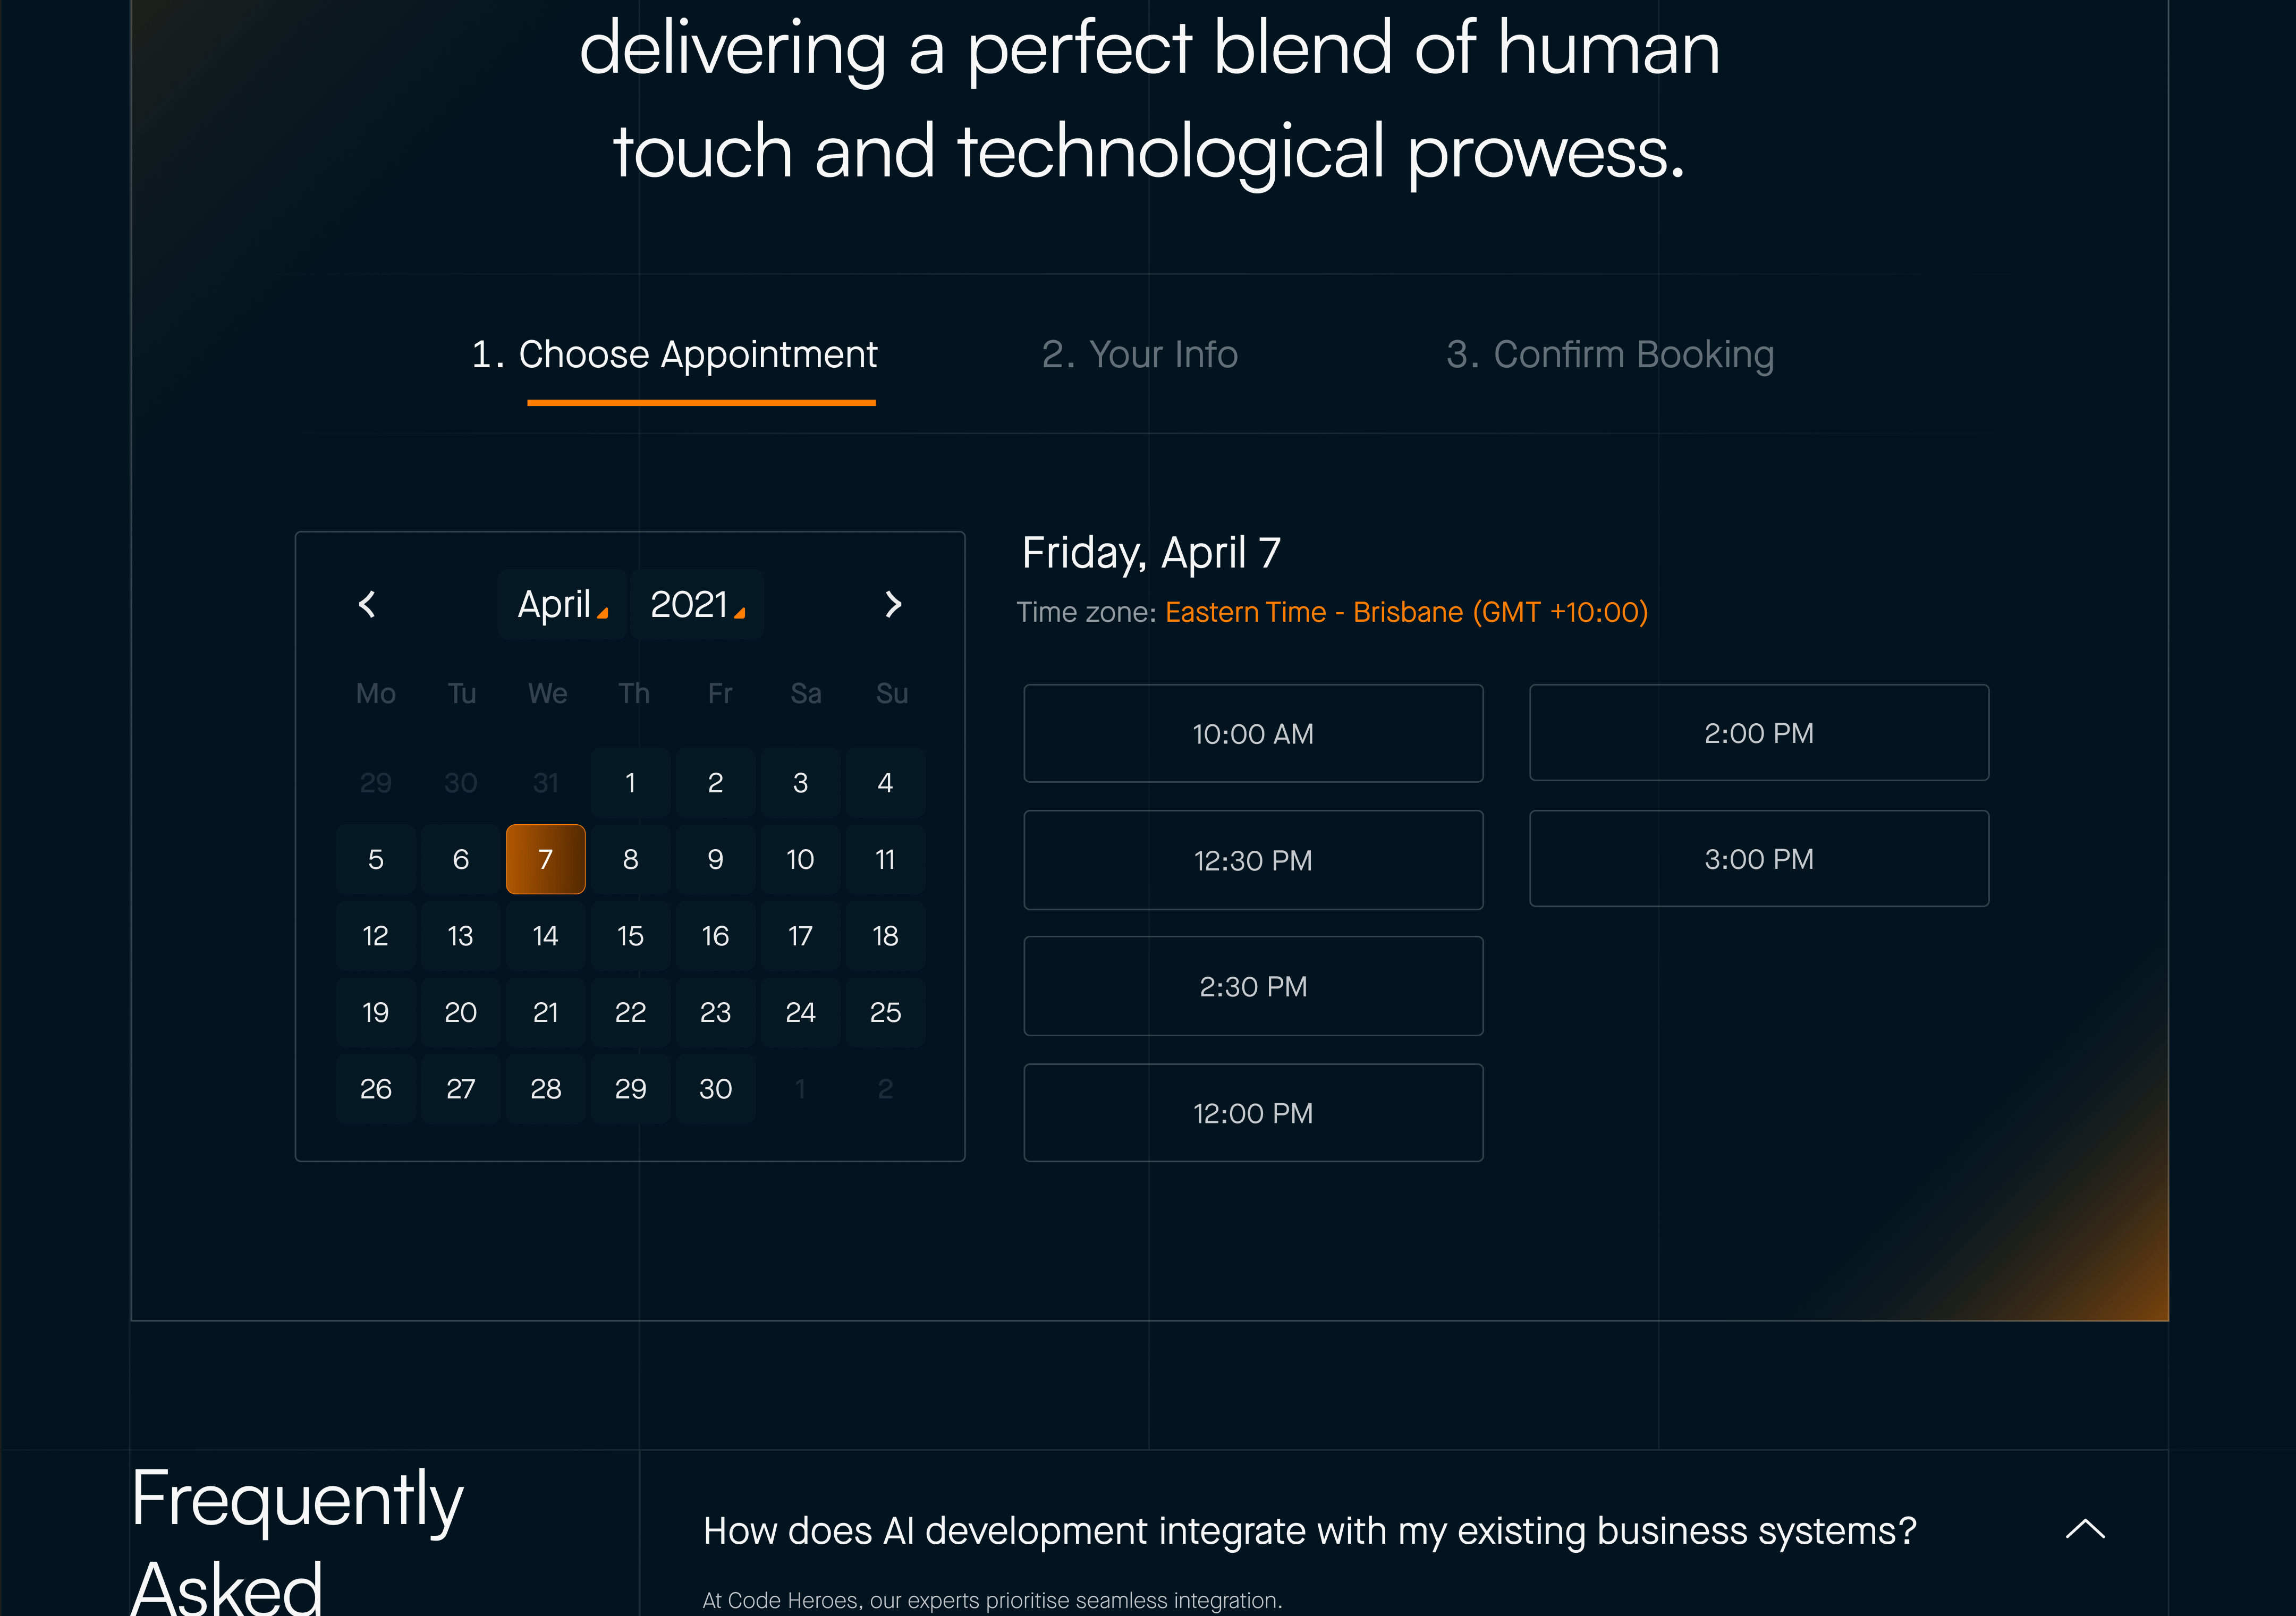 delivering a perfect blend of human
touch and technological prowess.
1. Choose Appointment
2. Your Info
3. Confirm Booking
April 2021
Mo Tu We Th Fr Sa Su
29 30 31 1 2 3 4
5 6 7 8 9 10 11
12 13 14 15 16 17 18
19 20 21 22 23 24 25
26 27 28 29 30 1 2
Friday, April 7
Time zone: Eastern Time - Brisbane (GMT +10:00)
10:00 AM
2:00 PM
12:30 PM
3:00 PM
2:30 PM
12:00 PM
Frequently
Asked
How does AI development integrate with my existing business systems?
At Code Heroes, our experts prioritise seamless integration.